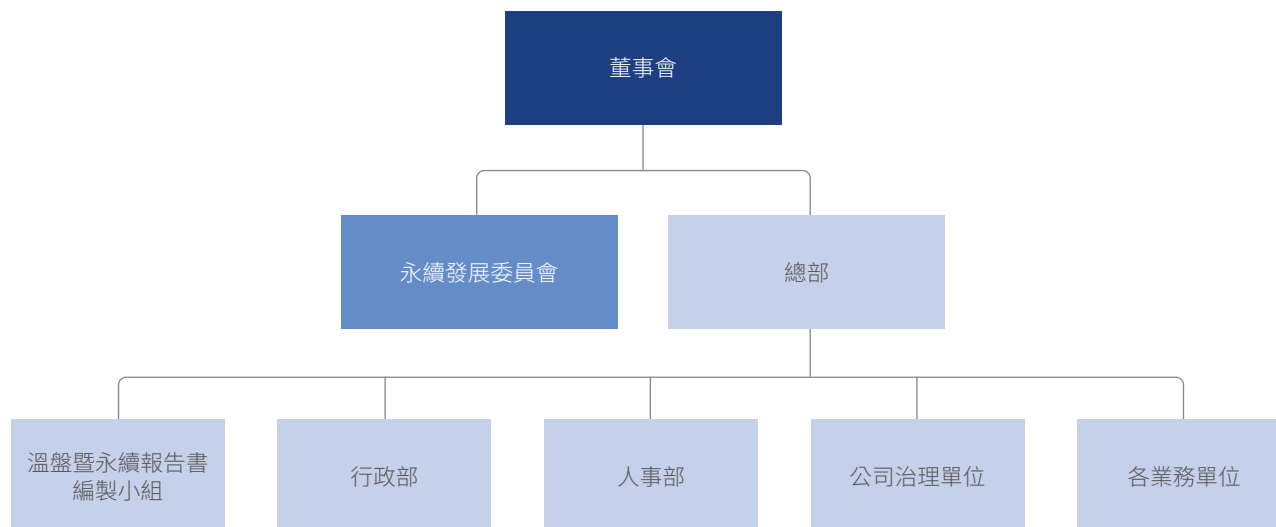 董事會
永續發展委員會
總部
溫盤暨永續報告書
編製小組
行政部
人事部
公司治理單位
各業務單位